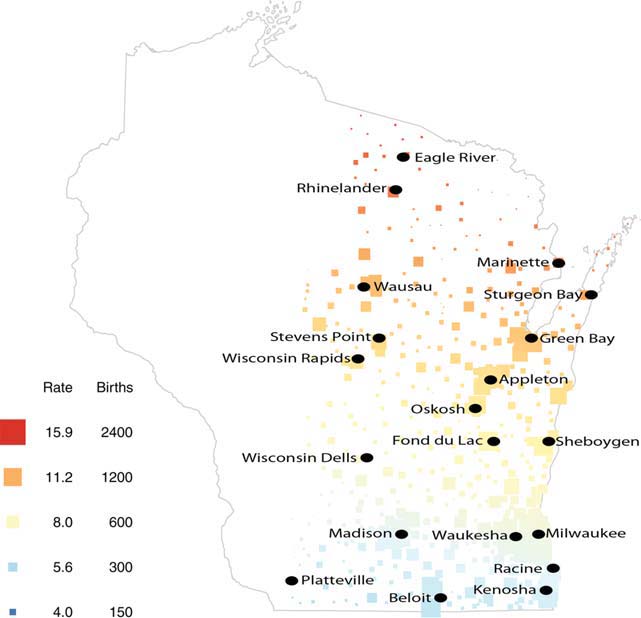 Eagle River
Rhinelander
Marinette
Wausau
Sturgeon Bay
Stevens Point
Green Bay
Wisconsin Rapids
Appleton
Rate Births
Oskosh
15.9 2400
Fond du Lac
Sheboygen
Wisconsin Dells
11.2 1200
8.0 600
Madison
Waukesha
Milwaukee
5.6 300
Racine
Platteville
Kenosha
Beloit
4.0 150